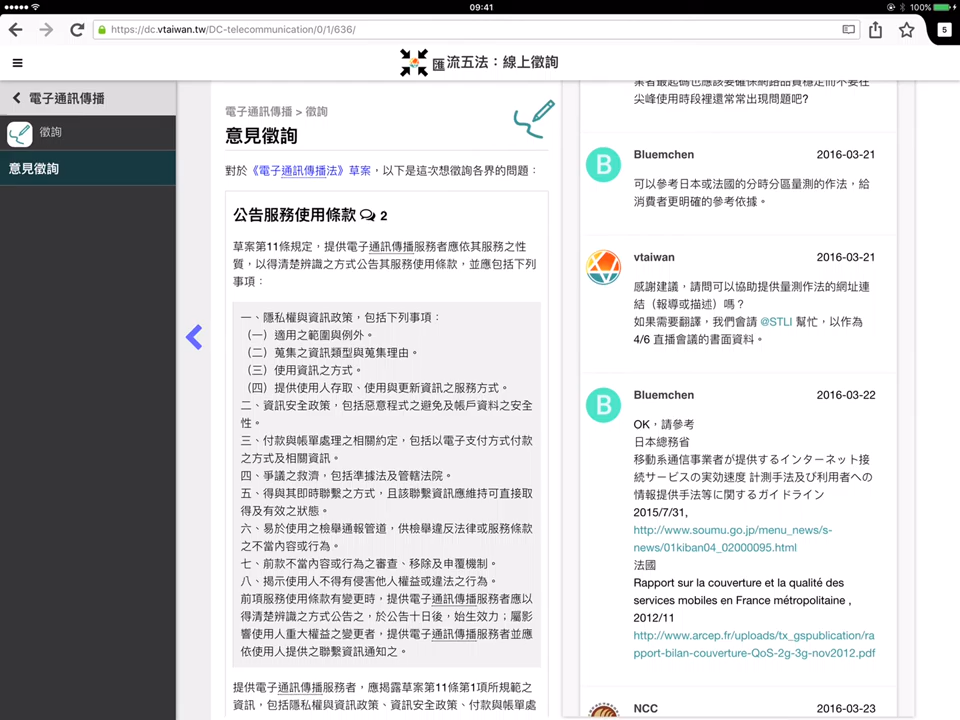 09:41
100%
https://dc.vtaiwan.tw/DC-telecommunication/0/1/636/
5
匯流五法：線上徵詢
電子通訊傳播
徵詢
意見徵詢
電子通訊傳播 > 徵詢
意見徵詢
對於《電子通訊傳播法》草案，以下是這次想徵詢各界的問題：
公告服務使用條款 2
草案第11條規定，提供電子通訊傳播服務者應依其服務之性
質，以得清楚辨識之方式公告其服務使用條款，並應包括下列
事項：
一、隱私權與資訊政策，包括下列事項：
（一）適用之範圍與例外。
（二）蒐集之資訊類型與蒐集理由。
（三）使用資訊之方式。
（四）提供使用人存取、使用與更新資訊之服務方式。
二、資訊安全政策，包括惡意程式之避免及帳戶資料之安全
性。
三、付款與帳單處理之相關約定，包括以電子支付方式付款
之方式及相關資訊。
四、爭議之救濟，包括準據法及管轄法院。
五、得與其即時聯繫之方式，且該聯繫資訊應維持可直接取
得及有效之狀態。
六、易於使用之檢舉通報管道，供檢舉違反法律或服務條款
之不當內容或行為。
七、前款不當內容或行為之審查、移除及申覆機制。
八、揭示使用人不得有侵害他人權益或違法之行為。
前項服務使用條款有變更時，提供電子通訊傳播服務者應以
得清楚辨識之方式公告之，於公告十日後，始生效力；屬影
響使用人重大權益之變更者，提供電子通訊傳播服務者並應
依使用人提供之聯繫資訊通知之。
提供電子通訊傳播服務者，應揭露草案第11條第1項所規範之
資訊，包括隱私權與資訊政策、資訊安全政策、付款與帳單處
業者最起碼也應該要確保網路品質穩定而不要在
尖峰使用時段裡還常常出現問題吧?
B
Bluemchen 2016-03-21
可以參考日本或法國的分時分區量測的作法，給
消費者更明確的參考依據。
vtaiwan 2016-03-21
感謝建議，請問可以協助提供量測作法的網址連
結（報導或描述）嗎？
如果需要翻譯，我們會請 @STLI 幫忙，以作為
4/6 直播會議的書面資料。
B
Bluemchen 2016-03-22
OK，請參考
日本總務省
移動系通信事業者が提供するインターネット接
続サービスの実効速度 計測手法及び利用者への
情報提供手法等に関するガイドライン
2015/7/31,
http://www.soumu.go.jp/menu_news/s-
news/01kiban04_02000095.html
法國
Rapport sur la couverture et la qualité des
services mobiles en France métropolitaine ,
2012/11
http://www.arcep.fr/uploads/tx_gspublication/ra
pport-bilan-couverture-QoS-2g-3g-nov2012.pdf
NCC 2016-03-23